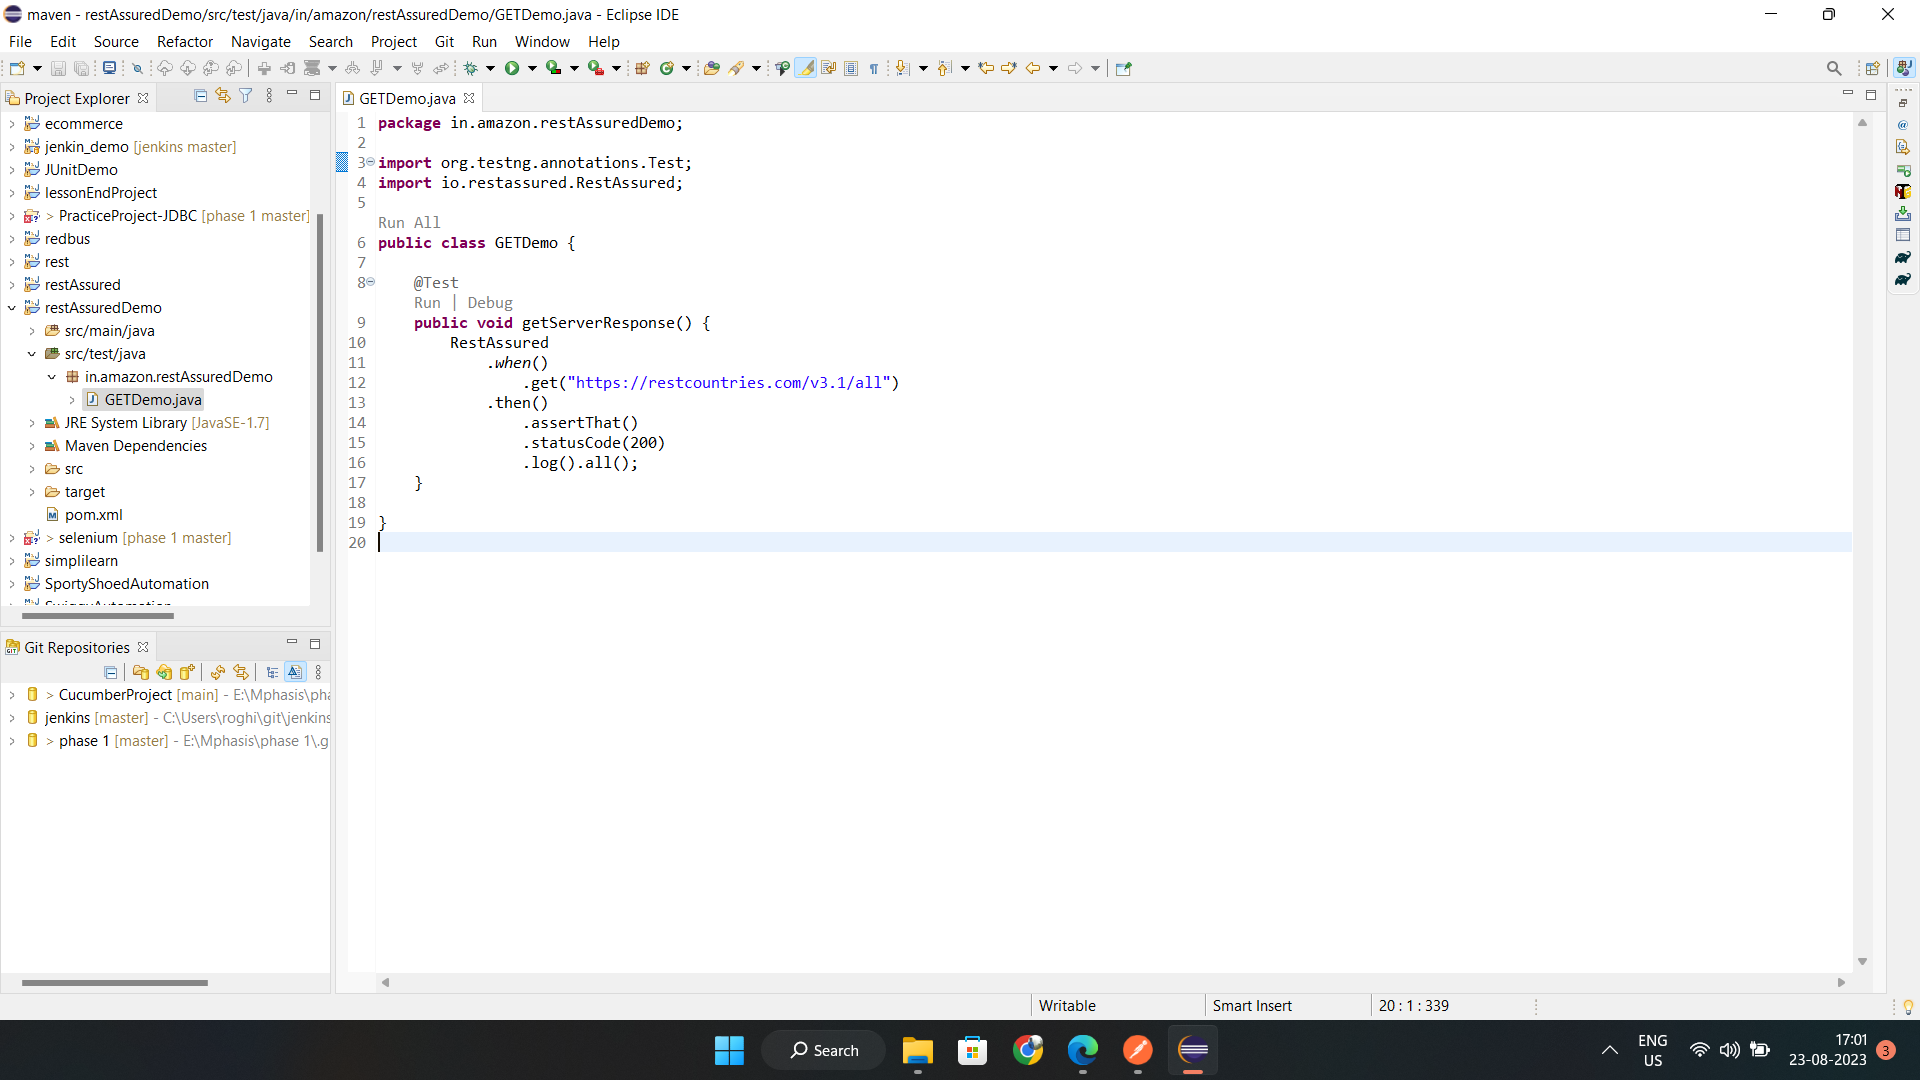 maven - restAssuredDemo/src/test/java/in/amazon/restAssuredDemo/GETDemo.java - Eclipse IDE
File Edit Source Refactor Navigate Search Project Git Run Window Help
Project Explorer
ecommerce
jenkin_demo [jenkins master]
JUnitDemo
lessonEndProject
> PracticeProject-JDBC [phase 1 master]
redbus
rest
restAssured
restAssuredDemo
src/main/java
src/test/java
in.amazon.restAssuredDemo
GETDemo.java
JRE System Library [JavaSE-1.7]
Maven Dependencies
src
target
pom.xml
> selenium [phase 1 master]
simplilearn
SportyShoedAutomation
Git Repositories
> CucumberProject [main] - E:\Mphasis\pha
jenkins [master] - C:\Users\roghi\git\jenkins
> phase 1 [master] - E:\Mphasis\phase 1\.g
GETDemo.java
1 package in.amazon.restAssuredDemo;
2
3 import org.testng.annotations.Test;
4 import io.restassured.RestAssured;
5
Run All
6 public class GETDemo {
7
8 @Test
Run | Debug
9 public void getServerResponse() {
10 RestAssured
11 .when()
12 .get("https://restcountries.com/v3.1/all")
13 .then()
14 .assertThat()
15 .statusCode(200)
16 .log().all();
17 }
18
19 }
20
Writable Smart Insert 20 : 1 : 339
Search
ENG
US
17:01
23-08-2023
3